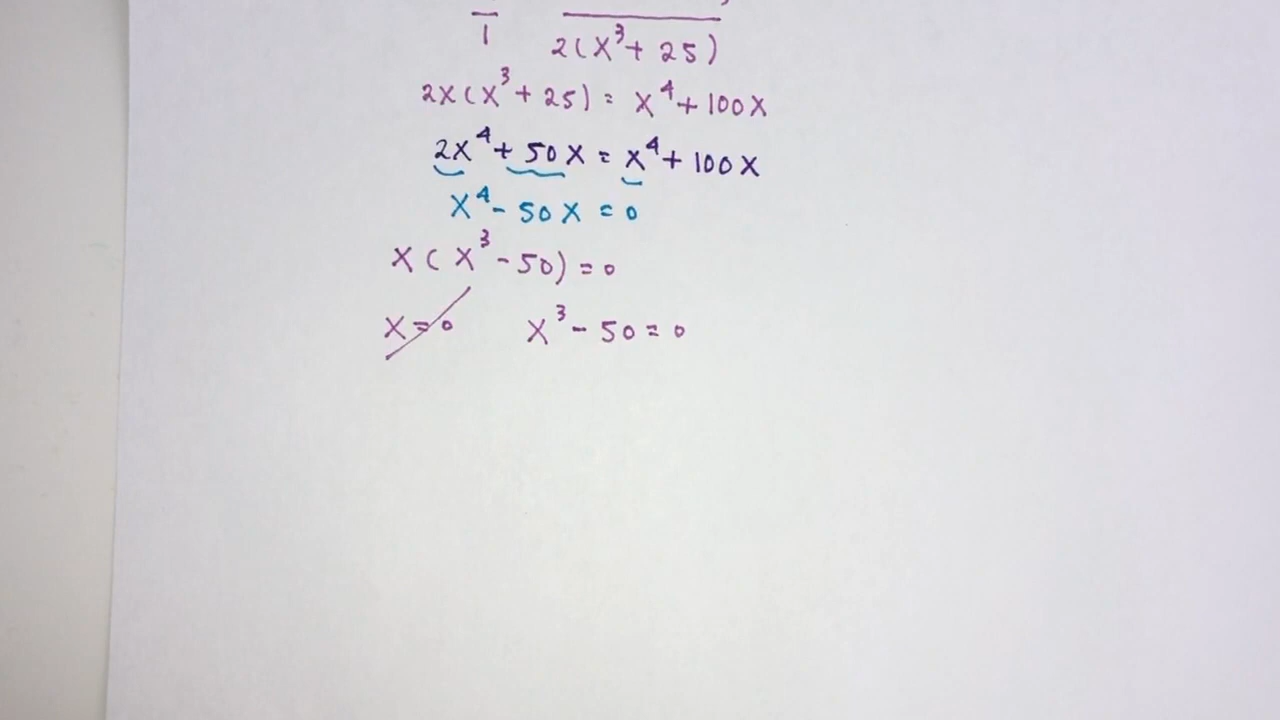 1 2(x³+ 25)
2x(x³+ 25) = x⁴+ 100x
2x⁴+ 50x = x⁴+ 100x
x⁴- 50x = 0
x(x³-50) = 0
x=0 x³- 50 = 0